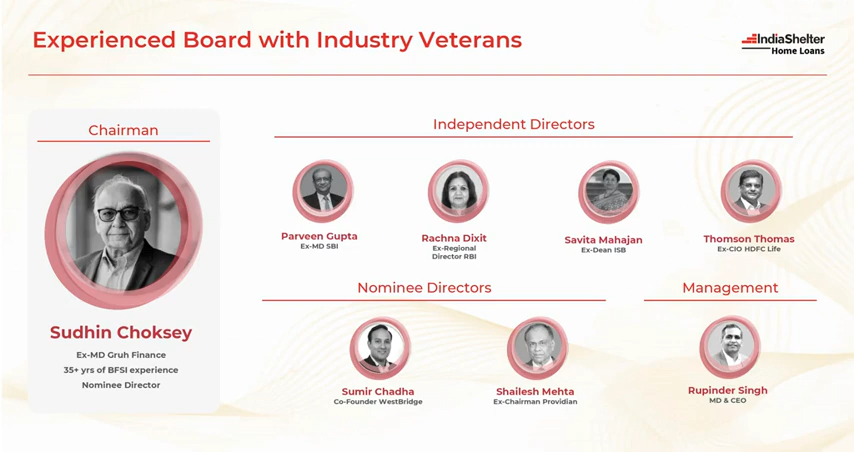 Experienced Board with Industry Veterans
IndiaShelter
Home Loans
Chairman
Sudhin Choksey
Ex-MD Gruh Finance
35+ yrs of BFSI experience
Nominee Director
Independent Directors
Parveen Gupta
Ex-MD SBI
Rachna Dixit
Ex-Regional
Director RBI
Savita Mahajan
Ex-Dean ISB
Thomson Thomas
Ex-CIO HDFC Life
Nominee Directors
Sumir Chadha
Co-Founder WestBridge
Shailesh Mehta
Ex-Chairman Providian
Management
Rupinder Singh
MD & CEO